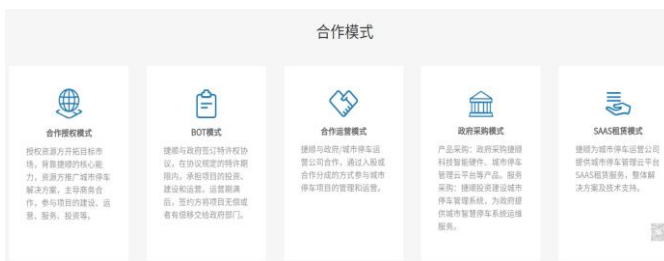 合作模式
合作授权模式
授权资源方开拓目标市
场，背靠捷顺的核心能
力，资源方推广城市停车
解决方案，主导商务合
作，参与项目的建设、运
营、服务、投资等。
BOT模式
捷顺与政府签订特许权协
议，在协议规定的特许期
限内，承担项目的投资、
建设和运营。运营期满
后，签约方将项目无偿或
者有偿移交给政府部门。
合作运营模式
捷顺与政府/城市停车运
营公司合作，通过入股或
合作分成的方式参与城市
停车项目的管理和运营。
政府采购模式
产品采购：政府采购捷顺
科技智能硬件、城市停车
管理云平台等产品。服务
采购：捷顺投资建设城市
停车管理系统，为政府提
供城市智慧停车系统运维
服务。
SAAS租赁模式
捷顺为城市停车运营公司
提供城市停车管理云平台
SAAS租赁服务，整体解
决方案及技术支持。